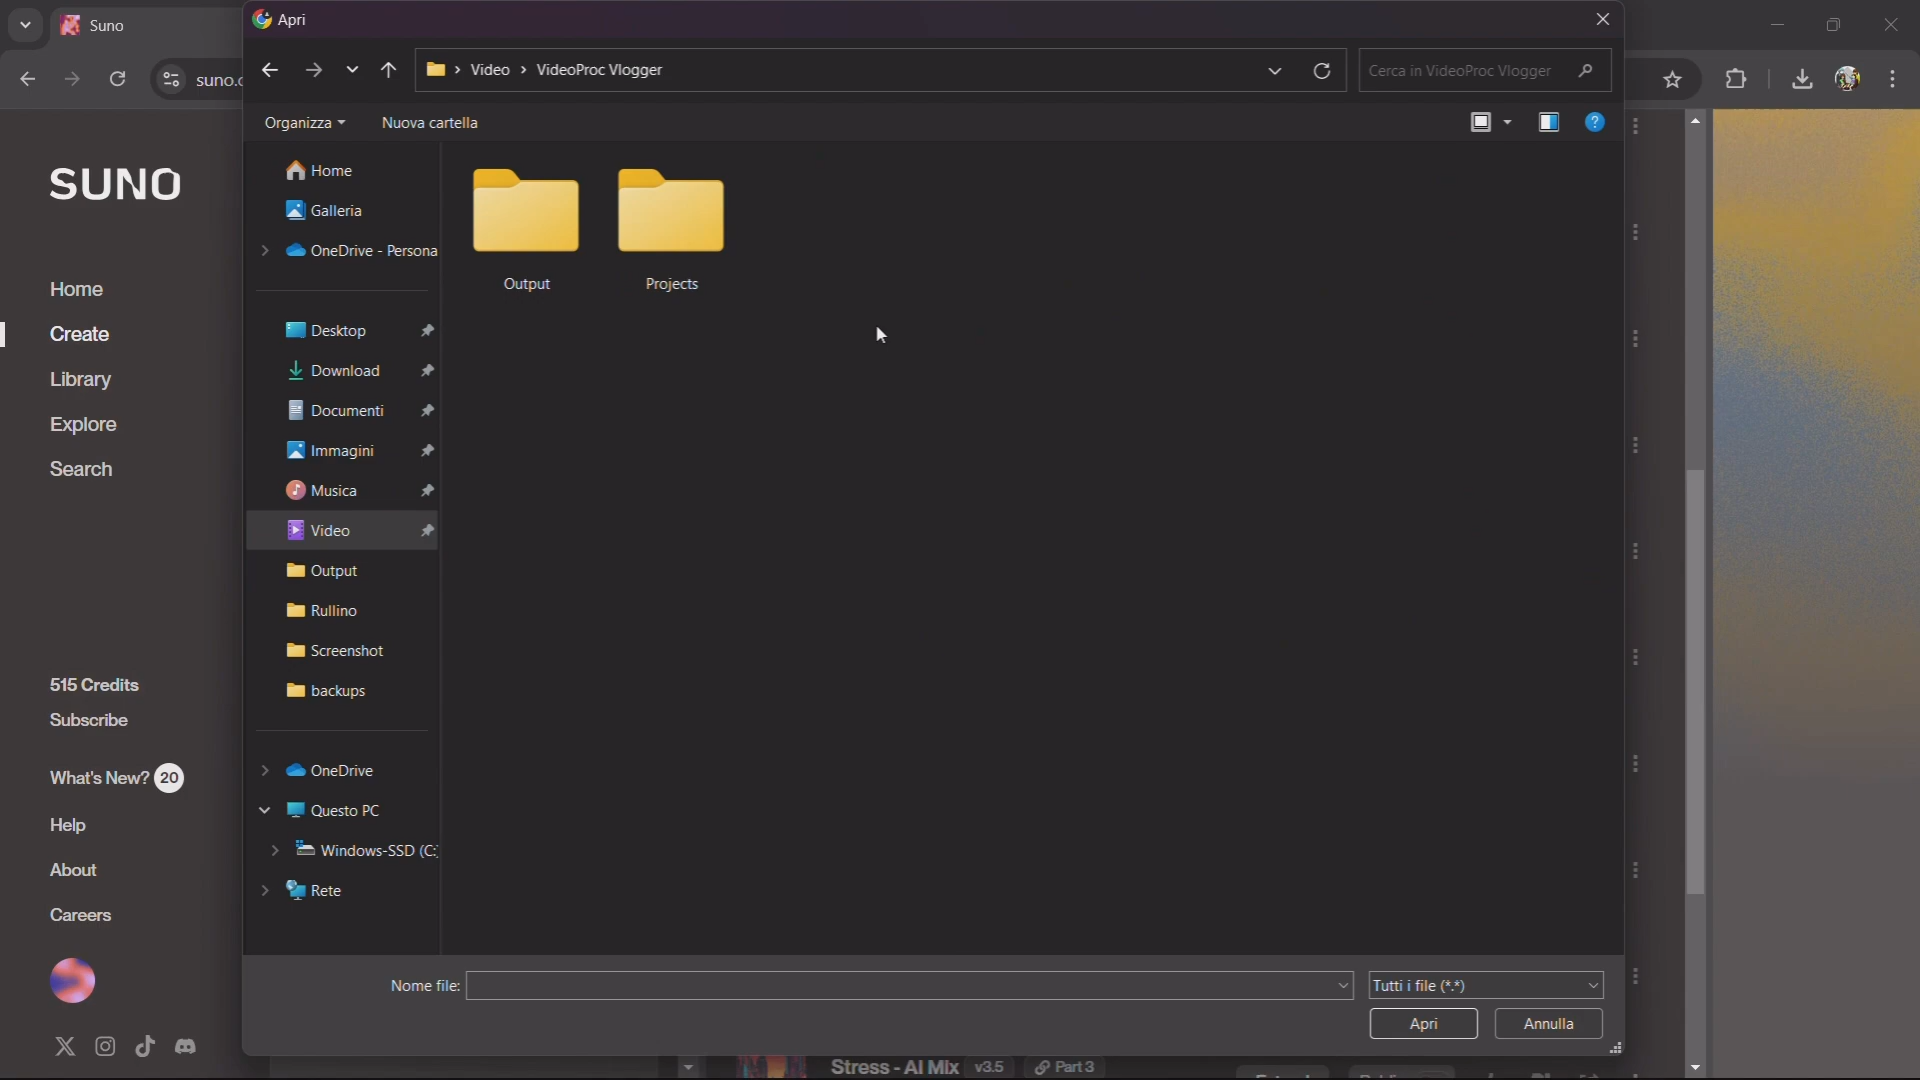 Suno
Apri
suno.c
Video
VideoProc Vlogger
Cerca in VideoProc Vlogger
Organizza
Nuova cartella
SUNO
Home
Create
Library
Explore
Search
515 Credits
Subscribe
What's New? 20
Help
About
Careers
Home
Galleria
OneDrive - Persona
Desktop
Download
Documenti
Immagini
Musica
Video
Output
Rullino
Screenshot
backups
OneDrive
Questo PC
Windows-SSD (C:
Rete
Output
Projects
Nome file:
Tutti i file (*.*)
Apri
Annulla
Stress - AI Mix v3.5 Part 3